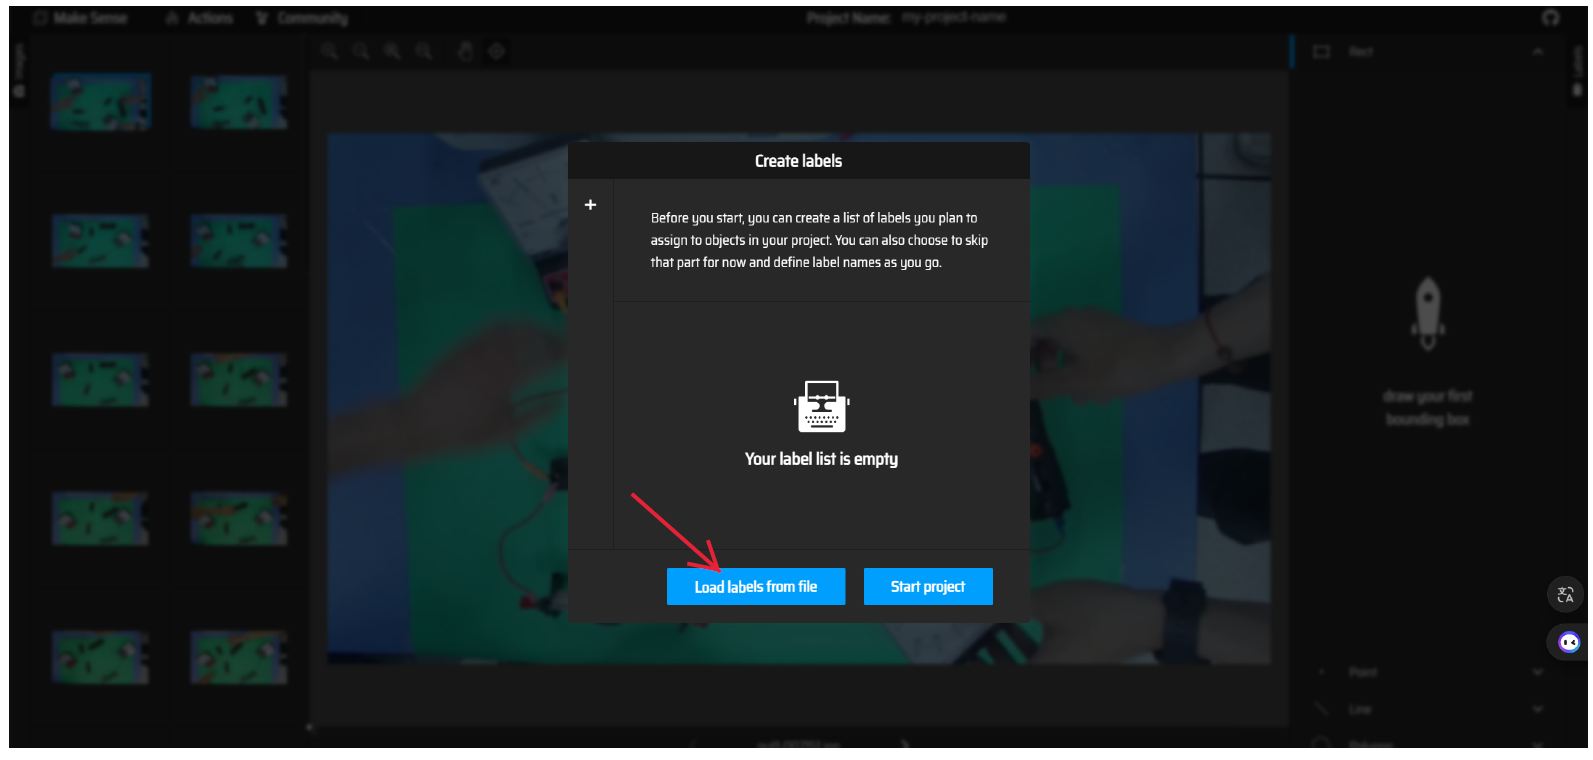 Make Sense
Actions
Community
Project Name: my-project-name
Images
Rect
Labels
Create labels
+
Before you start, you can create a list of labels you plan to
assign to objects in your project. You can also choose to skip
that part for now and define label names as you go.
Your label list is empty
Load labels from file
Start project
draw your first
bounding box
Point
Line